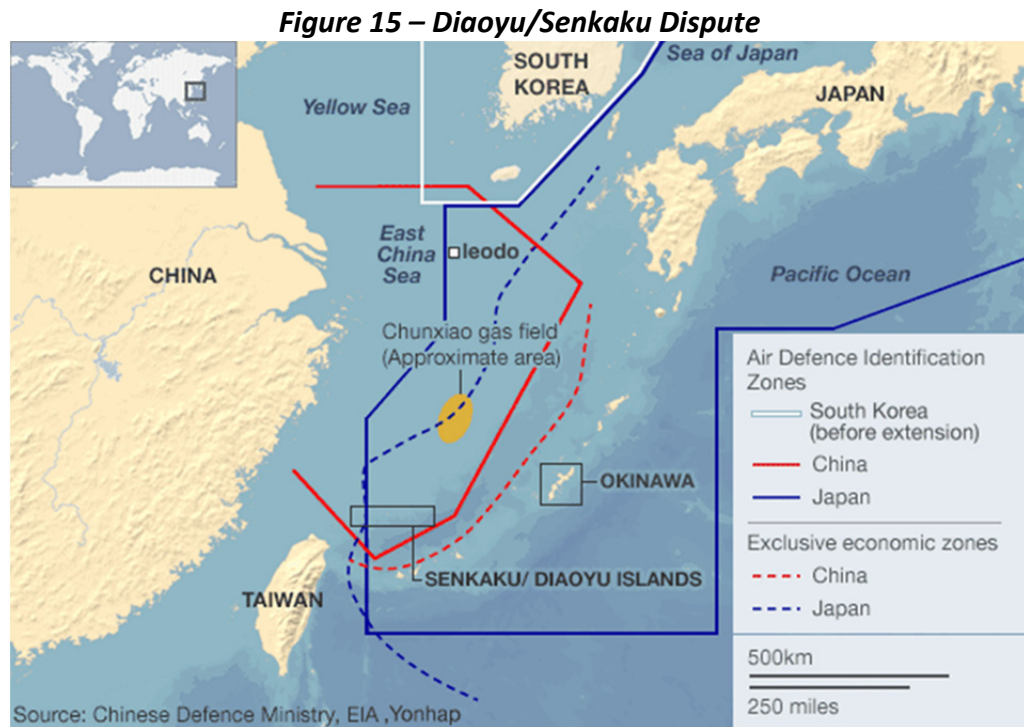 Figure 15 – Diaoyu/Senkaku Dispute
SOUTH
KOREA
Sea of Japan
Yellow Sea
JAPAN
East
China
Sea
Ieodo
CHINA
Pacific Ocean
Chunxiao gas field
(Approximate area)
OKINAWA
SENKAKU/ DIAOYU ISLANDS
TAIWAN
Air Defence Identification
Zones
South Korea
(before extension)
China
Japan
Exclusive economic zones
China
Japan
500km
250 miles
Source: Chinese Defence Ministry, EIA ,Yonhap